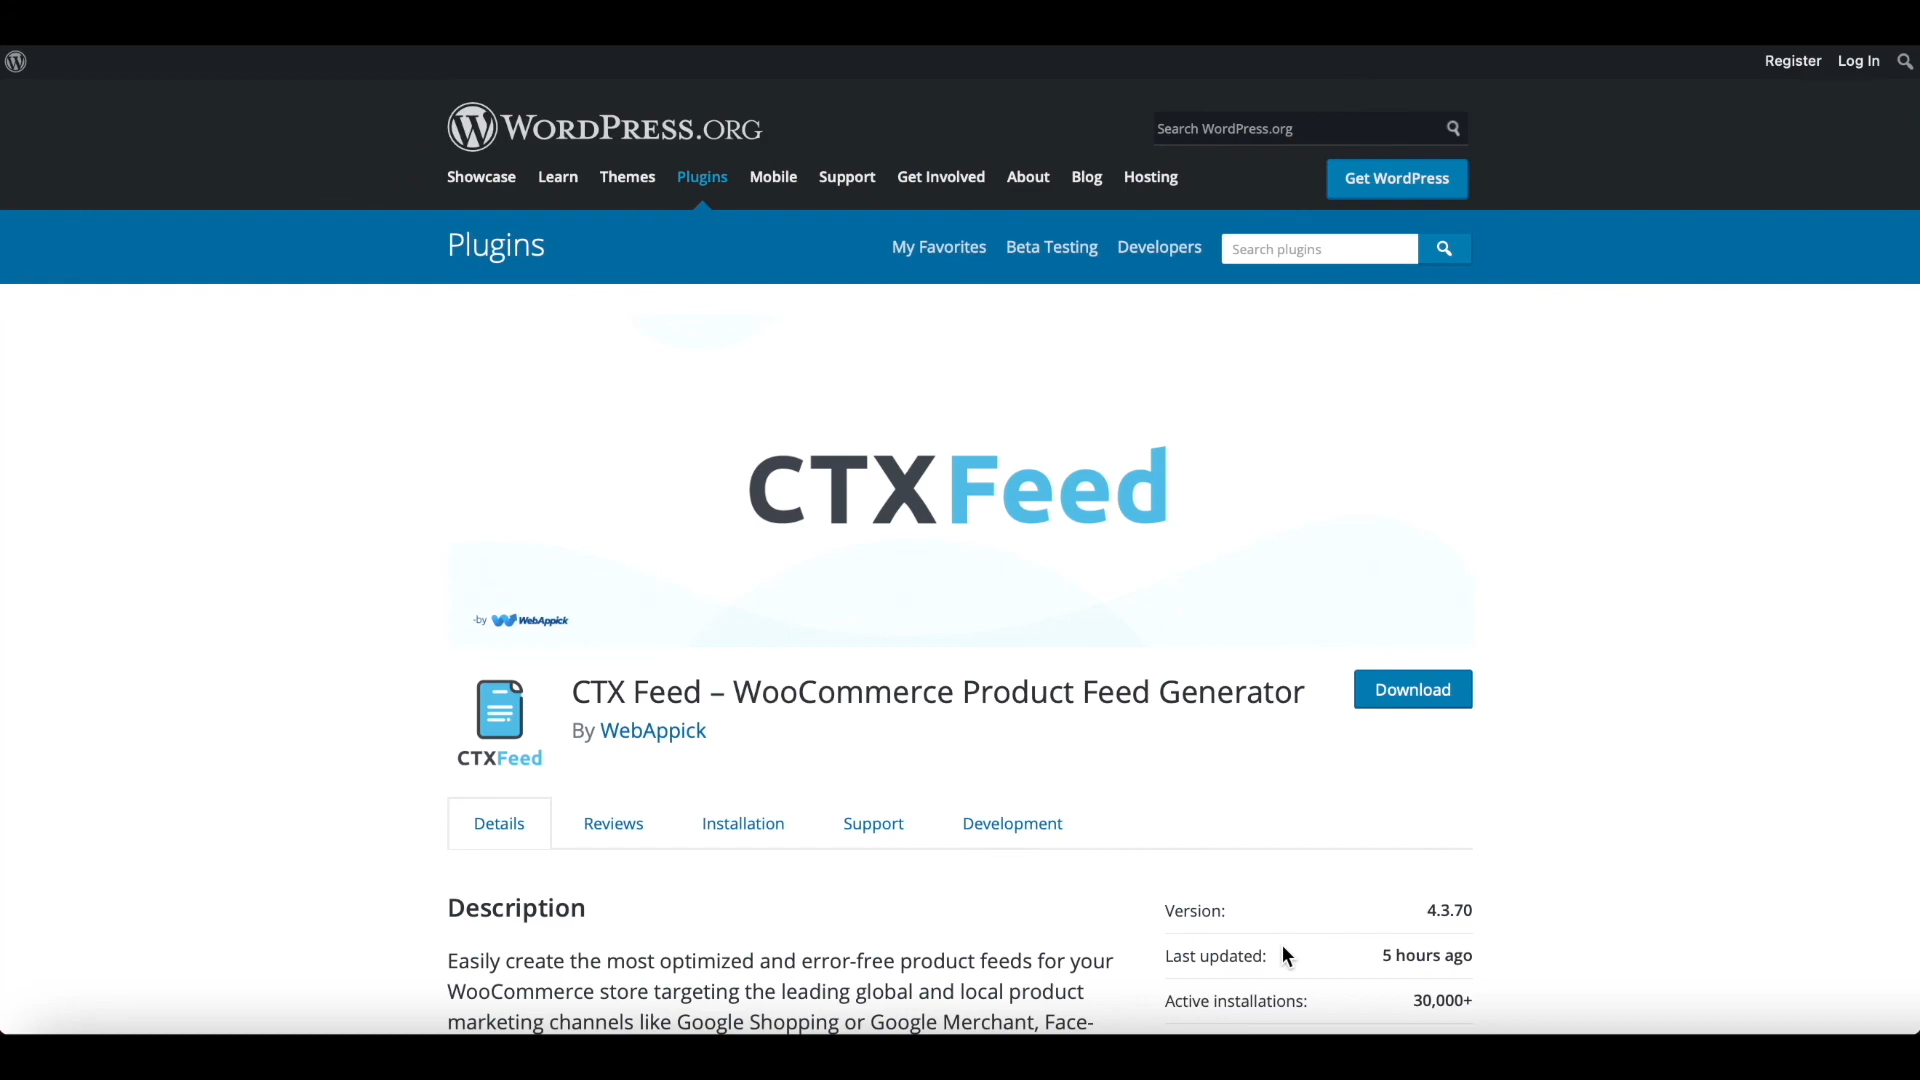 Register Log In
WORDPRESS.ORG
Search WordPress.org
Showcase Learn Themes Plugins Mobile Support Get Involved About Blog Hosting
Get WordPress
Plugins
My Favorites Beta Testing Developers
Search plugins
CTXFeed
-by WebAppick
CTXFeed
CTX Feed – WooCommerce Product Feed Generator
By WebAppick
Download
Details Reviews Installation Support Development
Description
Easily create the most optimized and error-free product feeds for your
WooCommerce store targeting the leading global and local product
marketing channels like Google Shopping or Google Merchant, Face-
Version: 4.3.70
Last updated: 5 hours ago
Active installations: 30,000+